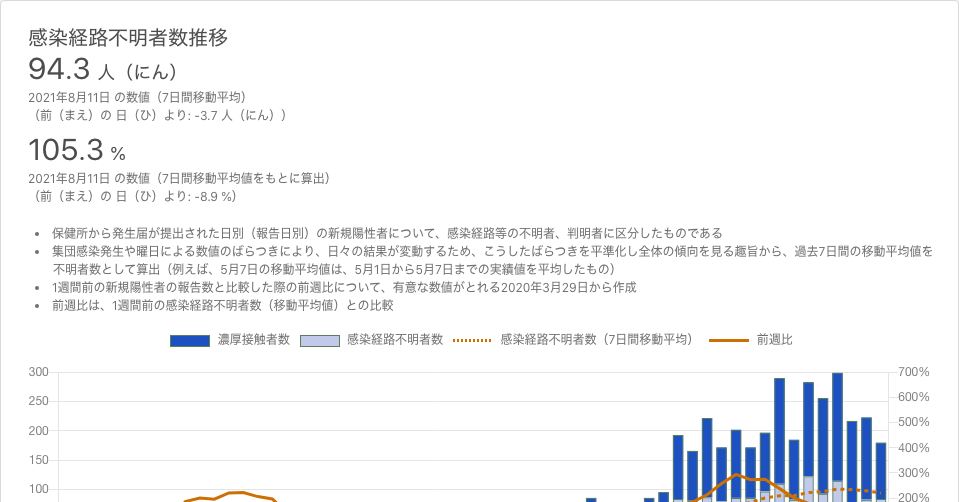 感染経路不明者数推移
94.3 人（にん）
2021年8月11日 の数値（7日間移動平均）
（前（まえ）の 日（ひ）より: -3.7 人（にん））
105.3 %
2021年8月11日 の数値（7日間移動平均値をもとに算出）
（前（まえ）の 日（ひ）より: -8.9 %）
• 保健所から発生届が提出された日別（報告日別）の新規陽性者について、感染経路等の不明者、判明者に区分したものである
• 集団感染発生や曜日による数値のばらつきにより、日々の結果が変動するため、こうしたばらつきを平準化し全体の傾向を見る趣旨から、過去7日間の移動平均値を
不明者数として算出（例えば、5月7日の移動平均値は、5月1日から5月7日までの実績値を平均したもの）
• 1週間前の新規陽性者の報告数と比較した際の前週比について、有意な数値がとれる2020年3月29日から作成
• 前週比は、1週間前の感染経路不明者数（移動平均値）との比較
濃厚接触者数 感染経路不明者数 感染経路不明者数（7日間移動平均） 前週比
300 700%
600%
250
500%
200
400%
150
300%
100
200%